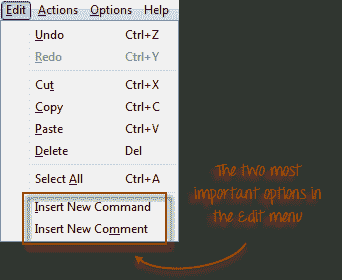 Edit Actions Options Help
Undo Ctrl+Z
Redo Ctrl+Y
Cut Ctrl+X
Copy Ctrl+C
Paste Ctrl+V
Delete Del
Select All Ctrl+A
Insert New Command
Insert New Comment
The two most
important options in
the Edit menu